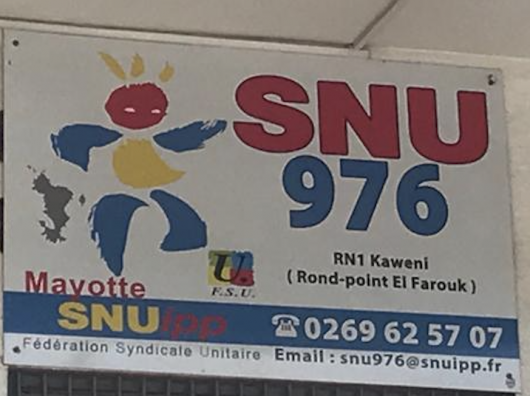 SNU
976
RN1 Kaweni
( Rond-point El Farouk )
U.
F.S.U.
Mayotte
SNUipp
Fédération Syndicale Unitaire
☎0269 62 57 07
Email : snu976@snuipp.fr